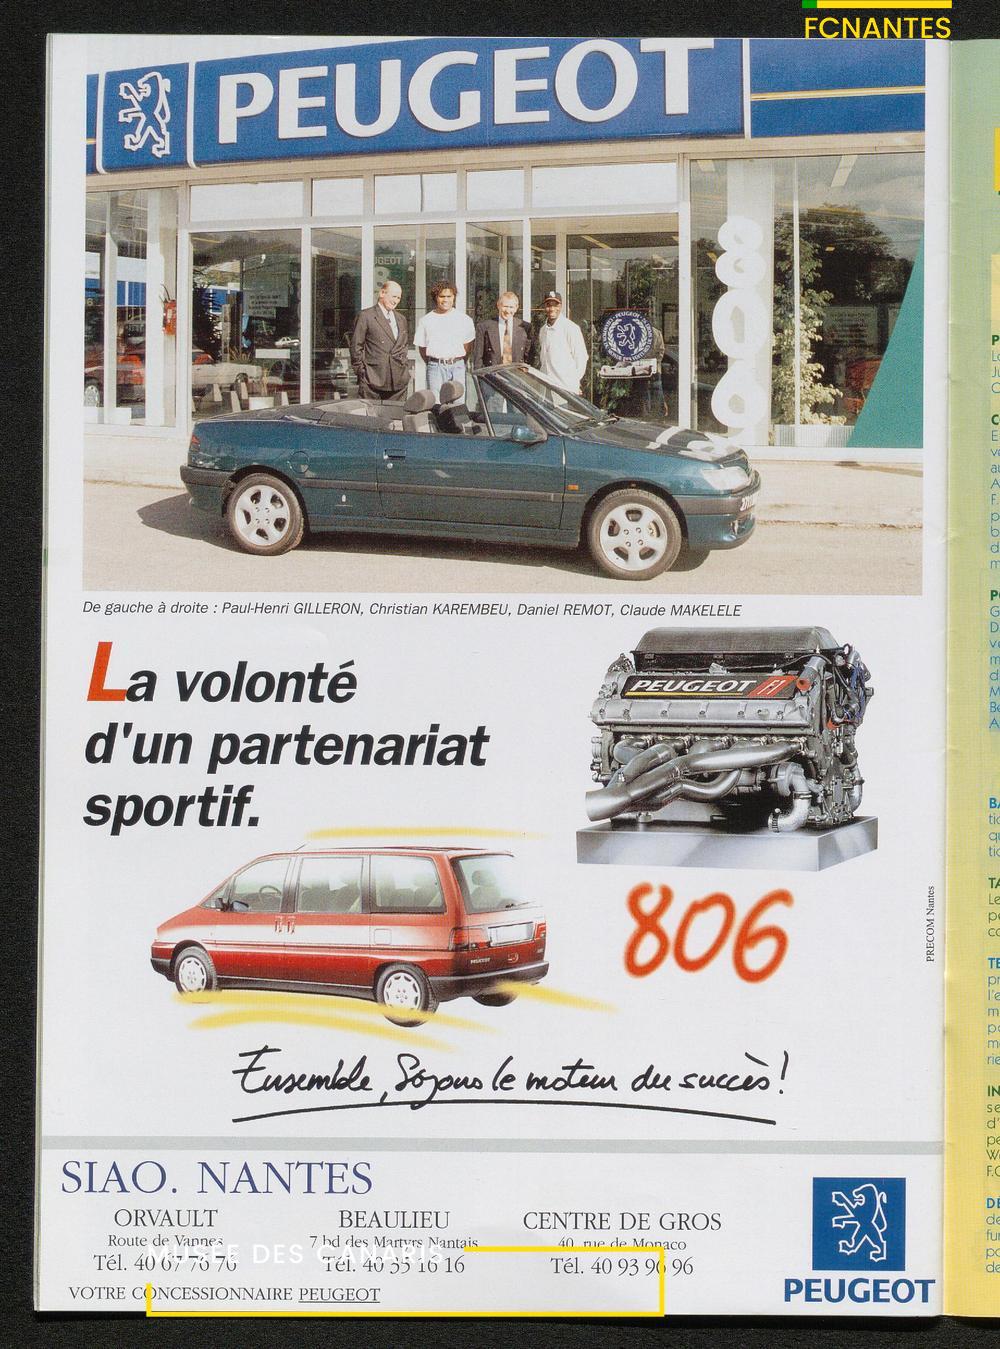 FCNANTES
PEUGEOT
806
De gauche à droite : Paul-Henri GILLERON, Christian KAREMBEU, Daniel REMOT, Claude MAKELELE
La volonté
d'un partenariat
sportif.
PEUGEOT F1
806
PRECOM Nantes
Ensemble, Soyons le moteur du succès !
SIAO. NANTES
ORVAULT
Route de Vannes
Tél. 40 67 76 76
BEAULIEU
7 bd des Martyrs Nantais
Tél. 40 35 16 16
CENTRE DE GROS
40, rue de Monaco
Tél. 40 93 96 96
MUSÉE DES CANARIS
VOTRE CONCESSIONNAIRE PEUGEOT
PEUGEOT